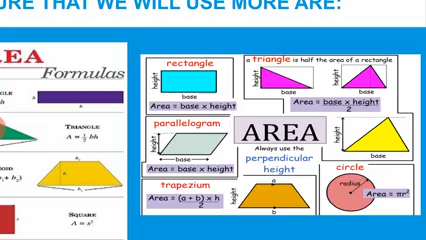 URE THAT WE WILL USE MORE ARE:
REA
Formulas
h
TRIANGLE
A = ½ bh
h₁
SQUARE
A = s²
rectangle
height
base
Area = base x height
a triangle is half the area of a rectangle
height
base
height
base
Area = base x height
2
parallelogram
height
base
Area = base x height
AREA
Always use the
perpendicular
height
height
base
trapezium
Area = (a + b) x h
2
height
a
b
circle
radius
Area = πr²